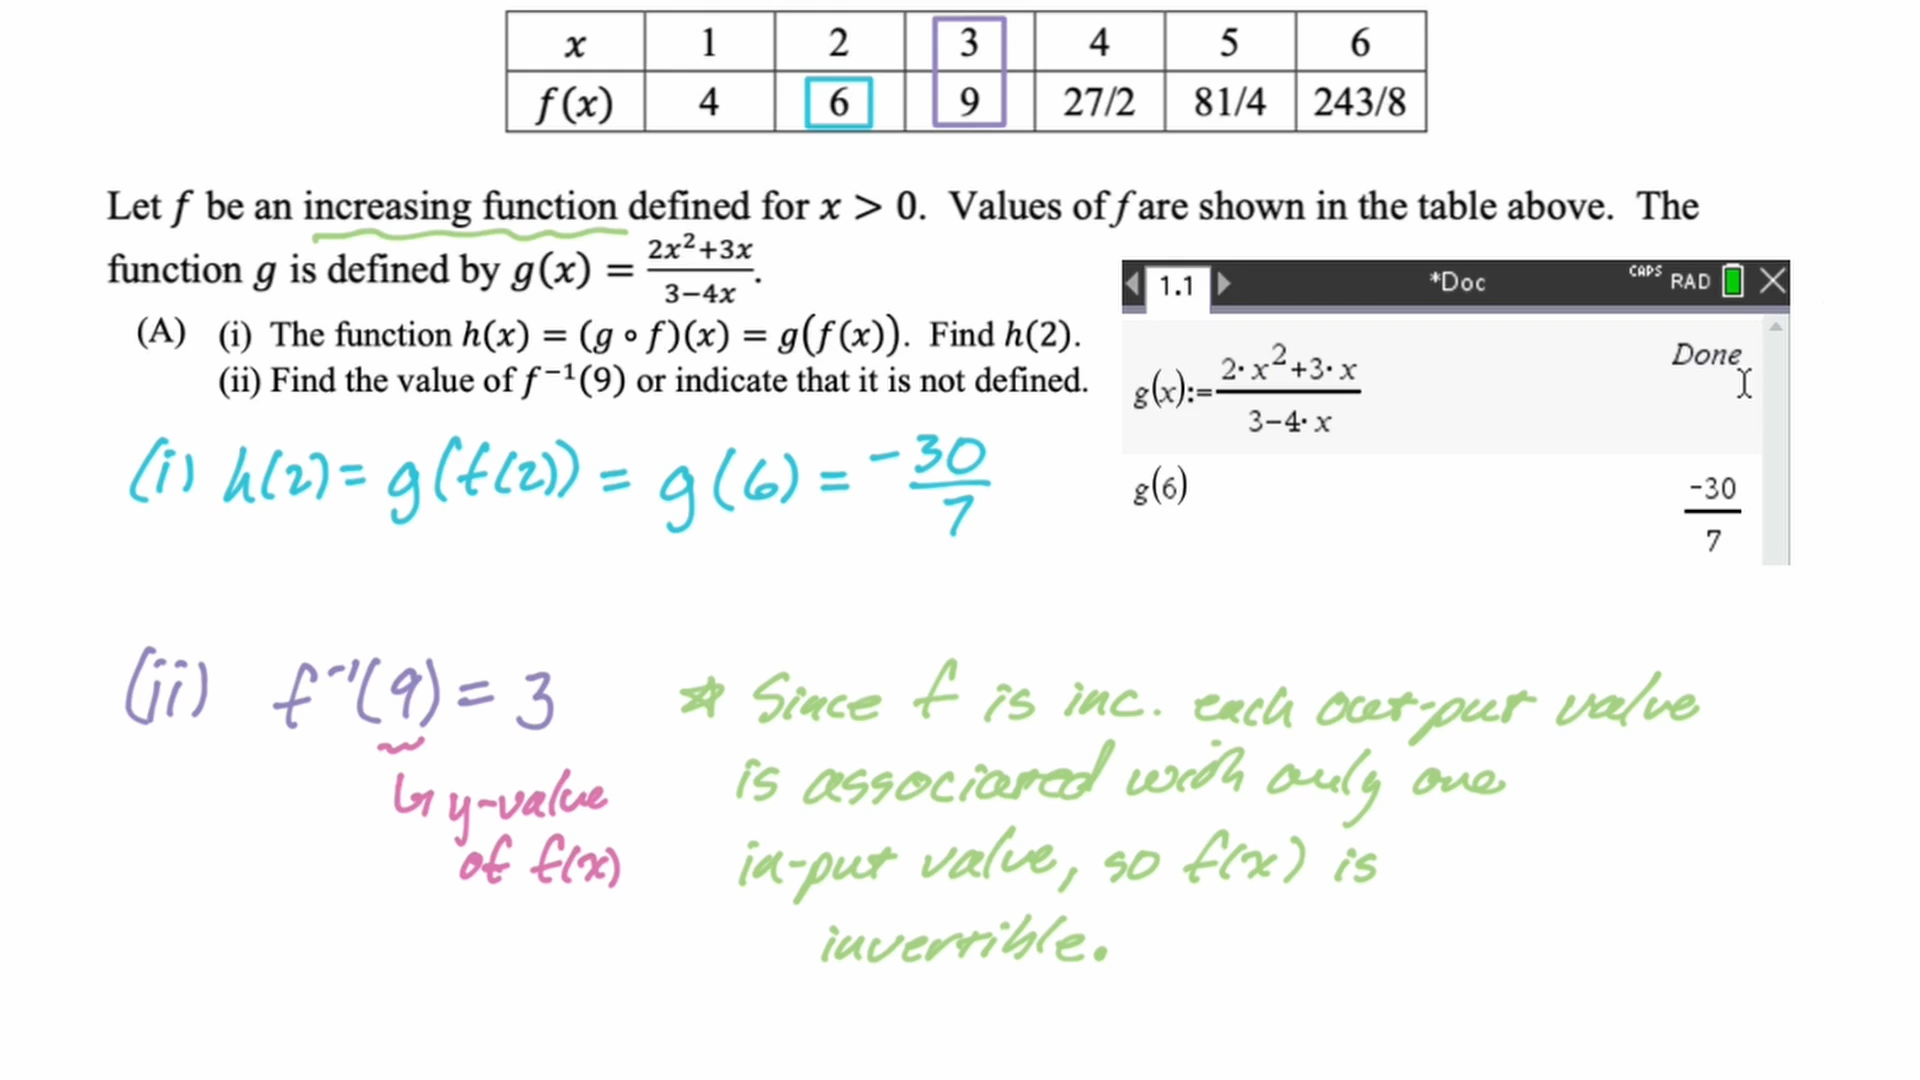 x 1 2 3 4 5 6
f(x) 4 6 9 27/2 81/4 243/8
Let f be an increasing function defined for x > 0. Values of f are shown in the table above. The
function g is defined by g(x) = (2x²+3x)/(3−4x).
(A) (i) The function h(x) = (g ∘ f)(x) = g(f(x)). Find h(2).
(ii) Find the value of f⁻¹(9) or indicate that it is not defined.
1.1 *Doc CAPS RAD
g(x):=(2·x²+3·x)/(3−4·x) Done
g(6) −30/7
(i) h(2) = g(f(2)) = g(6) = −30/7
(ii) f⁻¹(9) = 3
↳ y-value
of f(x)
* Since f is inc. each out-put value
is associated with only one
in-put value, so f(x) is
invertible.